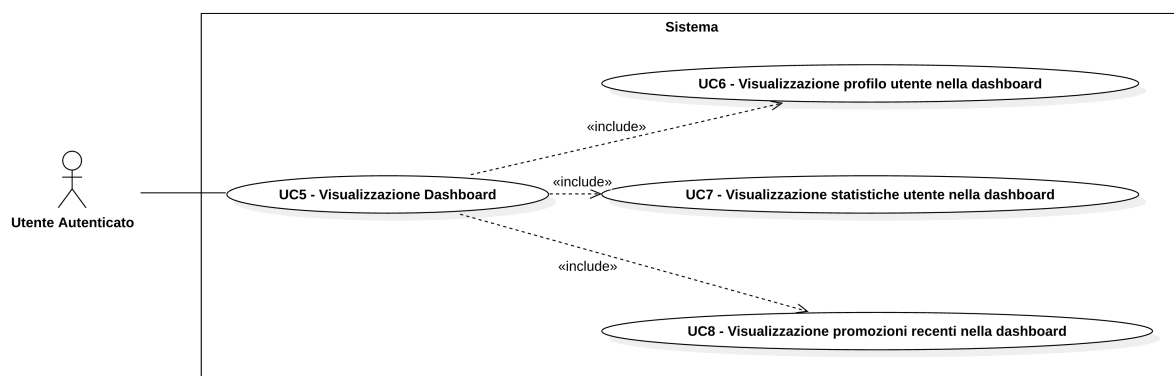 Sistema
UC6 - Visualizzazione profilo utente nella dashboard
«include»
UC5 - Visualizzazione Dashboard
«include»
UC7 - Visualizzazione statistiche utente nella dashboard
Utente Autenticato
«include»
UC8 - Visualizzazione promozioni recenti nella dashboard